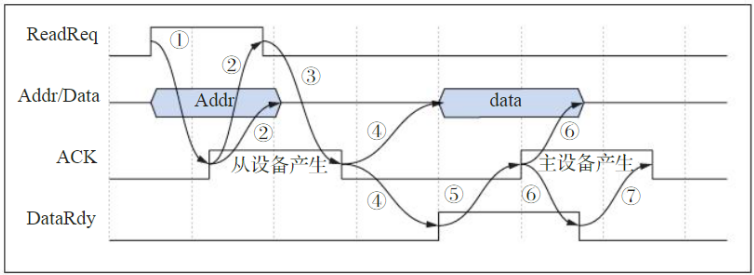 ReadReq ① ② ③
Addr/Data Addr ② ④ data ⑥
ACK 从设备产生 主设备产生
DataRdy ④ ⑤ ⑥ ⑦